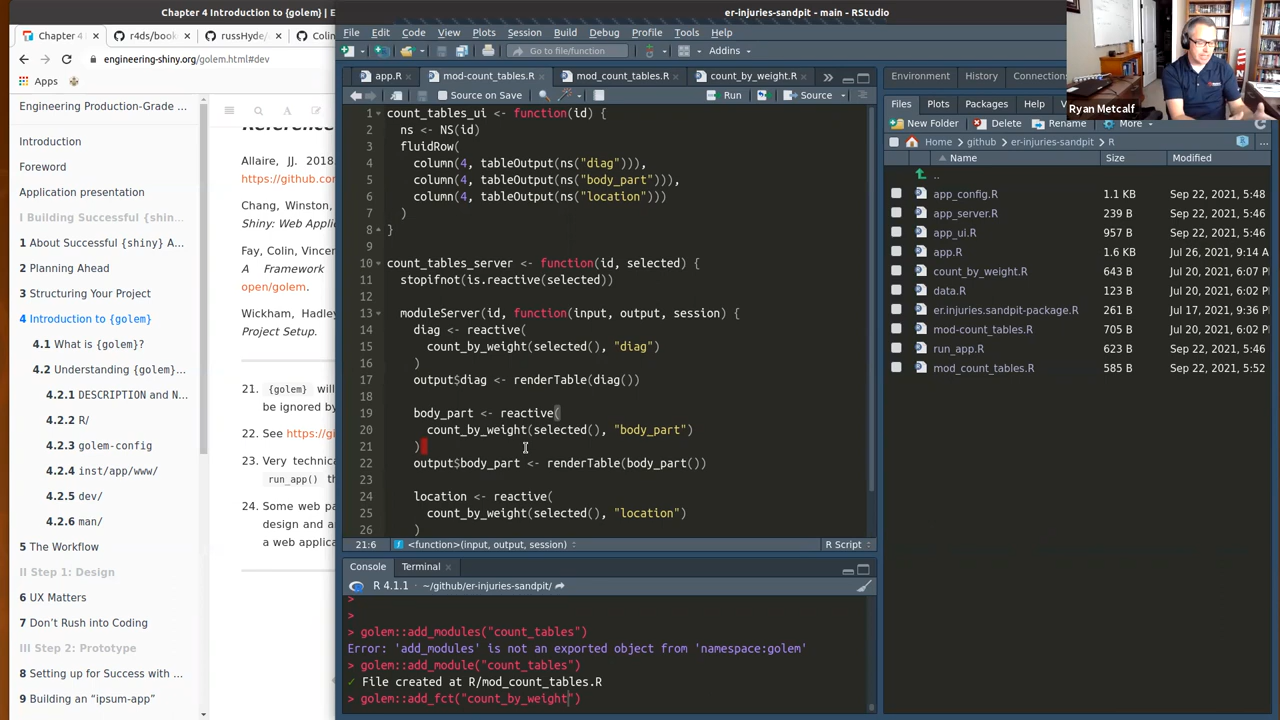 Chapter 4 Introduction to {golem} | E
er-injuries-sandpit - main - RStudio
Chapter 4
r4ds/book
russHyde/
Colin
engineering-shiny.org/golem.html#dev
Apps
Engineering Production-Grade ...
Introduction
Foreword
Application presentation
I Building Successful {shin...
1 About Successful {shiny} A...
2 Planning Ahead
3 Structuring Your Project
4 Introduction to {golem}
4.1 What is {golem}?
4.2 Understanding {golem}...
4.2.1 DESCRIPTION and N...
4.2.2 R/
4.2.3 golem-config
4.2.4 inst/app/www/
4.2.5 dev/
4.2.6 man/
5 The Workflow
II Step 1: Design
6 UX Matters
7 Don't Rush into Coding
III Step 2: Prototype
8 Setting up for Success with ...
9 Building an "ipsum-app"
Allaire, JJ. 2018
https://github.com
Chang, Winston,
Shiny: Web Appli
Fay, Colin, Vincen
A Framework
open/golem.
Wickham, Hadley
Project Setup.
21. {golem} will
be ignored by
22. See https://gi
23. Very technica
run_app() th
24. Some web pa
design and a
a web applica
File Edit Code View Plots Session Build Debug Profile Tools Help
Go to file/function
Addins
app.R
mod-count_tables.R
mod_count_tables.R
count_by_weight.R
Source on Save
Run
Source
1 count_tables_ui <- function(id) {
2 ns <- NS(id)
3 fluidRow(
4 column(4, tableOutput(ns("diag"))),
5 column(4, tableOutput(ns("body_part"))),
6 column(4, tableOutput(ns("location")))
7 )
8 }
9
10 count_tables_server <- function(id, selected) {
11 stopifnot(is.reactive(selected))
12
13 moduleServer(id, function(input, output, session) {
14 diag <- reactive(
15 count_by_weight(selected(), "diag")
16 )
17 output$diag <- renderTable(diag())
18
19 body_part <- reactive(
20 count_by_weight(selected(), "body_part")
21 )
22 output$body_part <- renderTable(body_part())
23
24 location <- reactive(
25 count_by_weight(selected(), "location")
26 )
21:6
<function>(input, output, session)
R Script
Console
Terminal
R 4.1.1 · ~/github/er-injuries-sandpit/
>
>
> golem::add_modules("count_tables")
Error: 'add_modules' is not an exported object from 'namespace:golem'
> golem::add_module("count_tables")
✓ File created at R/mod_count_tables.R
> golem::add_fct("count_by_weight")
Environment
History
Connection
Files
Plots
Packages
Help
New Folder
Delete
Rename
More
Home
github
er-injuries-sandpit
R
...
Name
Size
Modified
..
app_config.R 1.1 KB Sep 22, 2021, 5:48
app_server.R 239 B Sep 22, 2021, 5:46
app_ui.R 957 B Sep 22, 2021, 5:46
app.R 1.6 KB Jul 26, 2021, 9:14 A
count_by_weight.R 643 B Jul 20, 2021, 6:07
data.R 123 B Jul 20, 2021, 6:02
er.injuries.sandpit-package.R 261 B Jul 17, 2021, 9:36
mod-count_tables.R 705 B Jul 20, 2021, 6:02
run_app.R 623 B Sep 22, 2021, 5:46
mod_count_tables.R 585 B Sep 22, 2021, 5:52
Ryan Metcalf